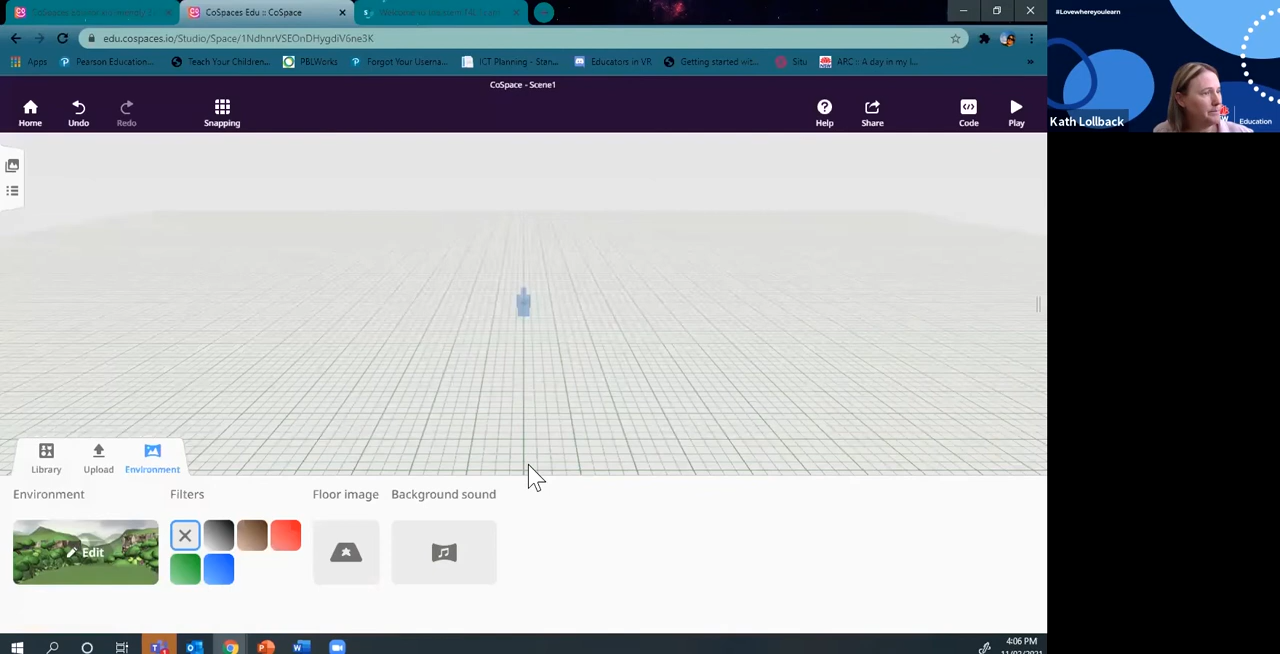 CoSpaces Edu :: CoSpace
edu.cospaces.io/Studio/Space/1NdhnrVSEOnDHygdiV6ne3K
Apps Pearson Education... Teach Your Children... PBLWorks Forgot Your Userna... ICT Planning - Stan... Educators in VR Getting started wit... Situ ARC :: A day in my l... »
CoSpace - Scene1
Home Undo Redo Snapping Help Share Code Play
Library Upload Environment
Environment Filters Floor image Background sound
Edit
4:06 PM
#Lovewhereyoulearn
Kath Lollback
Education